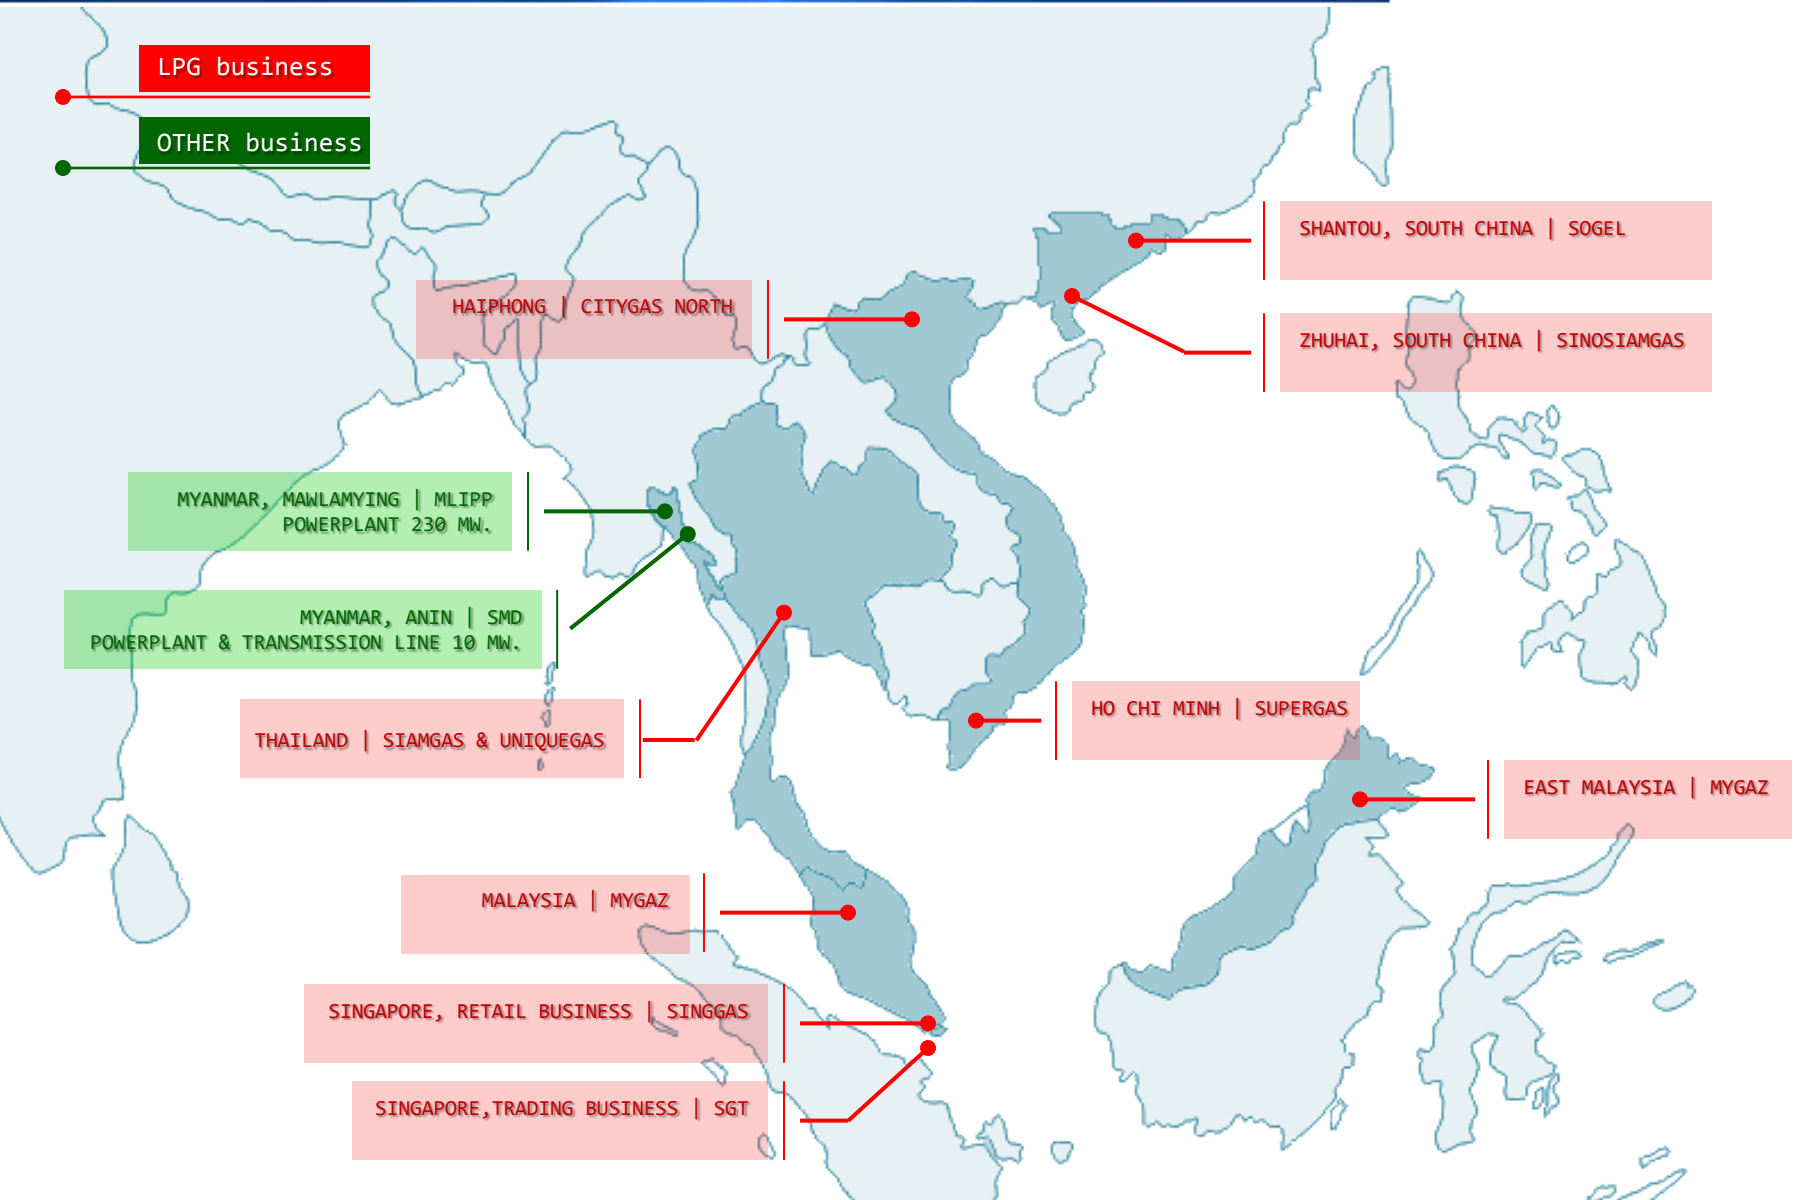 LPG business
OTHER business
SHANTOU, SOUTH CHINA | SOGEL
HAIPHONG | CITYGAS NORTH
ZHUHAI, SOUTH CHINA | SINOSIAMGAS
MYANMAR, MAWLAMYING | MLIPP
POWERPLANT 230 MW.
MYANMAR, ANIN | SMD
POWERPLANT & TRANSMISSION LINE 10 MW.
HO CHI MINH | SUPERGAS
THAILAND | SIAMGAS & UNIQUEGAS
EAST MALAYSIA | MYGAZ
MALAYSIA | MYGAZ
SINGAPORE, RETAIL BUSINESS | SINGGAS
SINGAPORE,TRADING BUSINESS | SGT